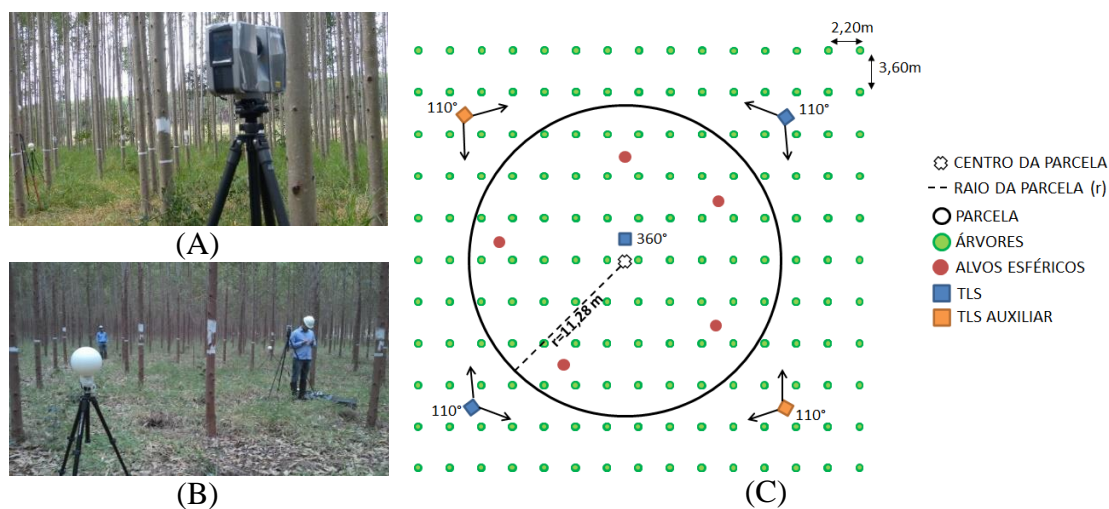 (A)
(B)
2,20m
3,60m
110°
110°
360°
r=11,28 m
110°
110°
(C)
CENTRO DA PARCELA
RAIO DA PARCELA (r)
PARCELA
ÁRVORES
ALVOS ESFÉRICOS
TLS
TLS AUXILIAR